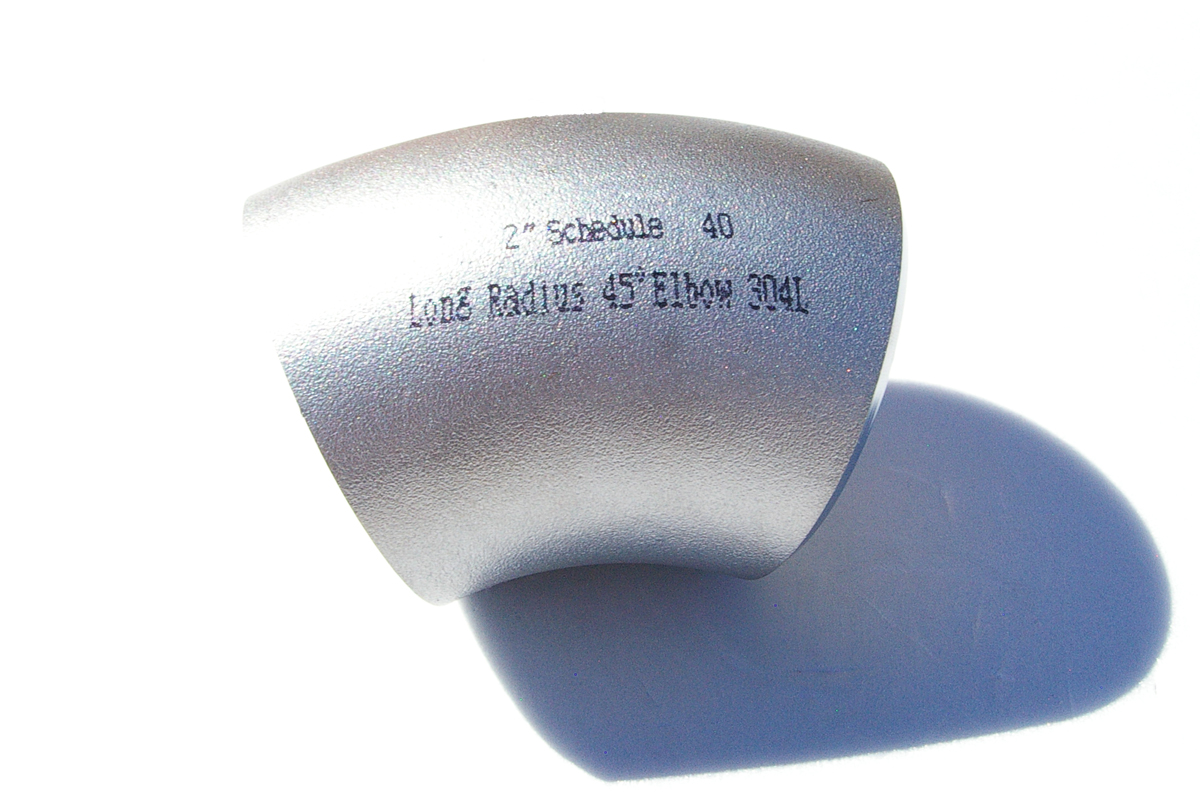 2" Schedule 40
Long Radius 45° Elbow 304L